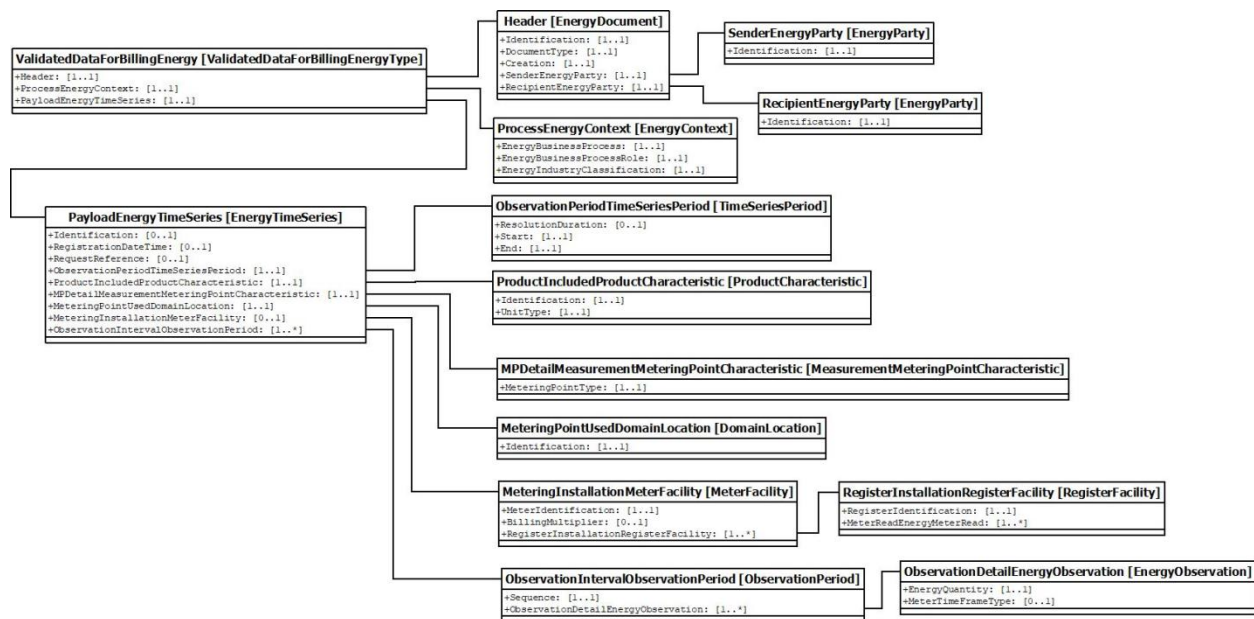 Header [EnergyDocument]
+Identification: [1..1]
+DocumentType: [1..1]
+Creation: [1..1]
+SenderEnergyParty: [1..1]
+RecipientEnergyParty: [1..1]
SenderEnergyParty [EnergyParty]
+Identification: [1..1]
ValidatedDataForBillingEnergy [ValidatedDataForBillingEnergyType]
+Header: [1..1]
+ProcessEnergyContext: [1..1]
+PayloadEnergyTimeSeries: [1..1]
RecipientEnergyParty [EnergyParty]
+Identification: [1..1]
ProcessEnergyContext [EnergyContext]
+EnergyBusinessProcess: [1..1]
+EnergyBusinessProcessRole: [1..1]
+EnergyIndustryClassification: [1..1]
PayloadEnergyTimeSeries [EnergyTimeSeries]
+Identification: [0..1]
+RegistrationDateTime: [0..1]
+RequestReference: [0..1]
+ObservationPeriodTimeSeriesPeriod: [1..1]
+ProductIncludedProductCharacteristic: [1..1]
+MPDetailMeasurementMeteringPointCharacteristic: [1..1]
+MeteringPointUsedDomainLocation: [1..1]
+MeteringInstallationMeterFacility: [0..1]
+ObservationIntervalObservationPeriod: [1..*]
ObservationPeriodTimeSeriesPeriod [TimeSeriesPeriod]
+ResolutionDuration: [0..1]
+Start: [1..1]
+End: [1..1]
ProductIncludedProductCharacteristic [ProductCharacteristic]
+Identification: [1..1]
+UnitType: [1..1]
MPDetailMeasurementMeteringPointCharacteristic [MeasurementMeteringPointCharacteristic]
+MeteringPointType: [1..1]
MeteringPointUsedDomainLocation [DomainLocation]
+Identification: [1..1]
MeteringInstallationMeterFacility [MeterFacility]
+MeterIdentification: [1..1]
+BillingMultiplier: [0..1]
+RegisterInstallationRegisterFacility: [1..*]
RegisterInstallationRegisterFacility [RegisterFacility]
+RegisterIdentification: [1..1]
+MeterReadEnergyMeterRead: [1..*]
ObservationIntervalObservationPeriod [ObservationPeriod]
+Sequence: [1..1]
+ObservationDetailEnergyObservation: [1..*]
ObservationDetailEnergyObservation [EnergyObservation]
+EnergyQuantity: [1..1]
+MeterTimeFrameType: [0..1]